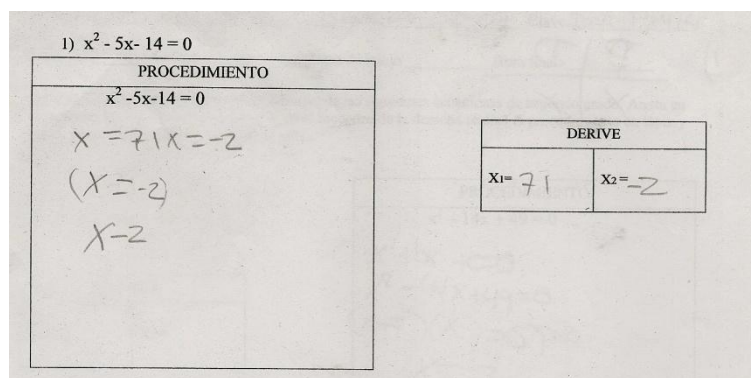 1) x² - 5x- 14 = 0
PROCEDIMIENTO
x² -5x-14 = 0
x = 71x = -2
(x = -2)
x-2
DERIVE
X1= 71
X2= -2